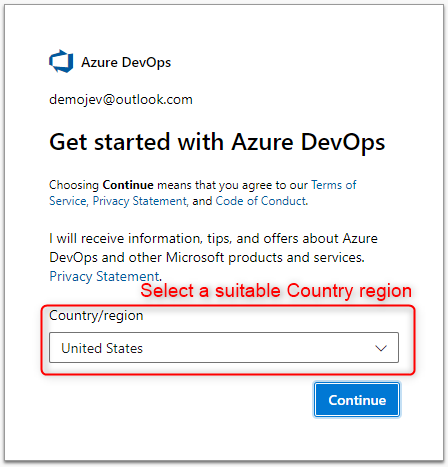 Azure DevOps
demojev@outlook.com
Get started with Azure DevOps
Choosing Continue means that you agree to our Terms of
Service, Privacy Statement, and Code of Conduct.
I will receive information, tips, and offers about Azure
DevOps and other Microsoft products and services.
Privacy Statement.
Select a suitable Country region
Country/region
United States
Continue